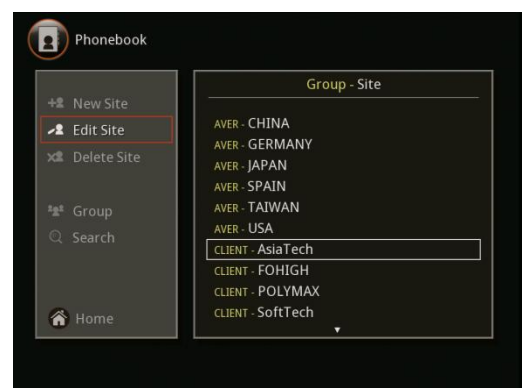 Phonebook
New Site
Edit Site
Delete Site
Group
Search
Home
Group - Site
AVER - CHINA
AVER - GERMANY
AVER - JAPAN
AVER - SPAIN
AVER - TAIWAN
AVER - USA
CLIENT - AsiaTech
CLIENT - FOHIGH
CLIENT - POLYMAX
CLIENT - SoftTech